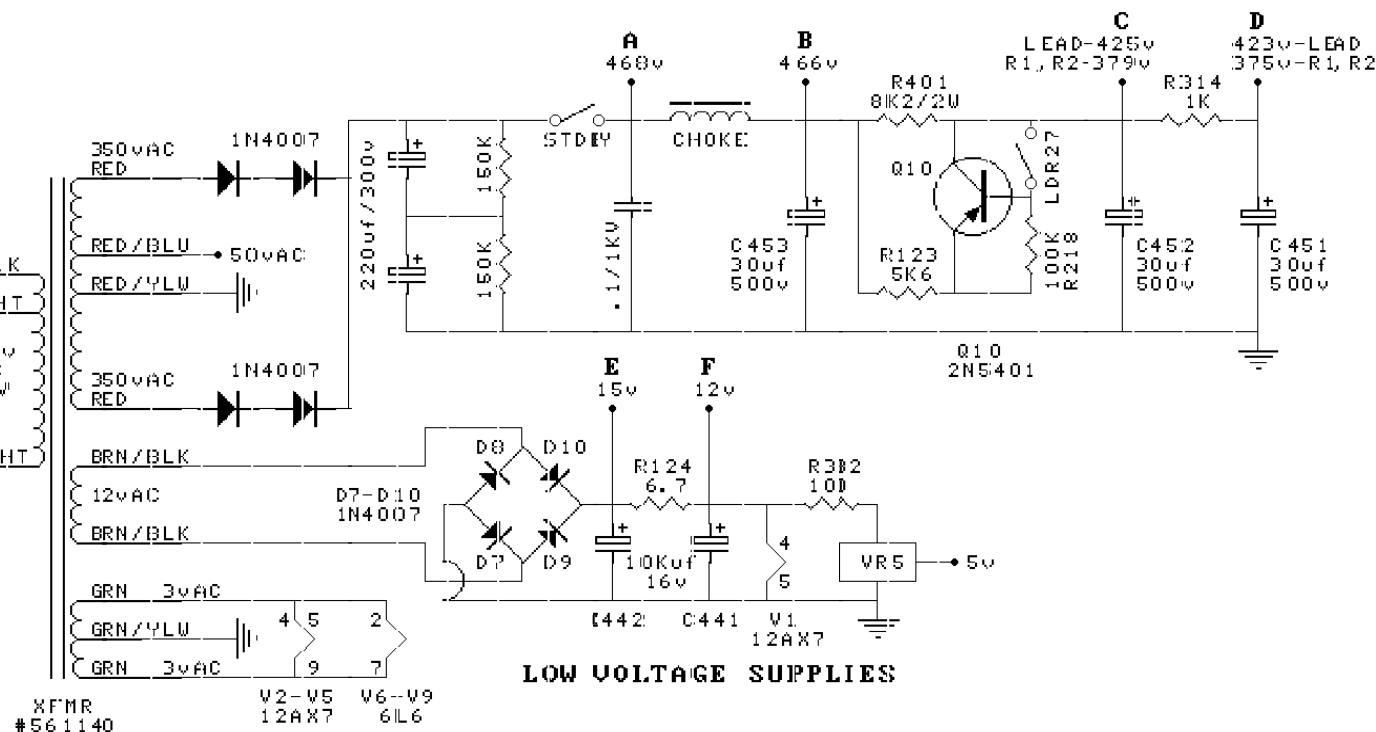 A
468v
B
466v
C
LEAD-425v
R1, R2-379v
D
423v-LEAD
375v-R1, R2
R401
8K2/2W
R314
1K
STDBY
CHOKE
1N4007
350vAC
RED
220uf/300v
150K
150K
.1/1KV
Q10
LDR27
RED/BLU
50vAC
RED/YLW
C453
30uf
500v
R123
5K6
100K
R218
C452
30uf
500v
C451
30uf
500v
Q10
2N5401
350vAC
RED
1N4007
E
15v
F
12v
BRN/BLK
12vAC
BRN/BLK
D7-D10
1N4007
D8
D10
D7
D9
R124
6.7
R3B2
10D
4
5
VR5
5v
10Kuf
16v
C442
C441
V1
12AX7
GRN 3vAC
GRN/YLW
GRN 3vAC
4
5
9
2
7
V2-V5
12AX7
V6-V9
6L6
LOW VOLTAGE SUPPLIES
XFMR
#561140
LK
HT
V
W
HT